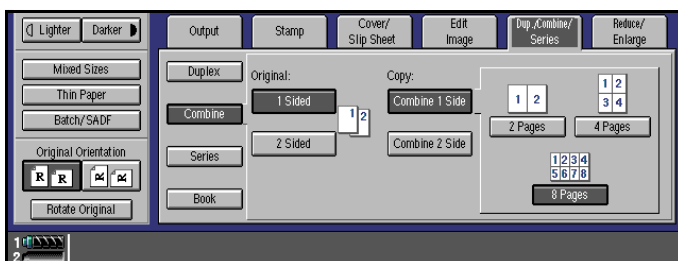 Lighter
Darker
Mixed Sizes
Thin Paper
Batch/SADF
Original Orientation
R R
R R
Rotate Original
Output
Stamp
Cover/
Slip Sheet
Edit
Image
Dup./Combine/
Series
Reduce/
Enlarge
Duplex
Combine
Series
Book
Original:
1 Sided
2 Sided
1 2
Copy:
Combine 1 Side
Combine 2 Side
1 2
2 Pages
1 2
3 4
4 Pages
1 2 3 4
5 6 7 8
8 Pages
1
2